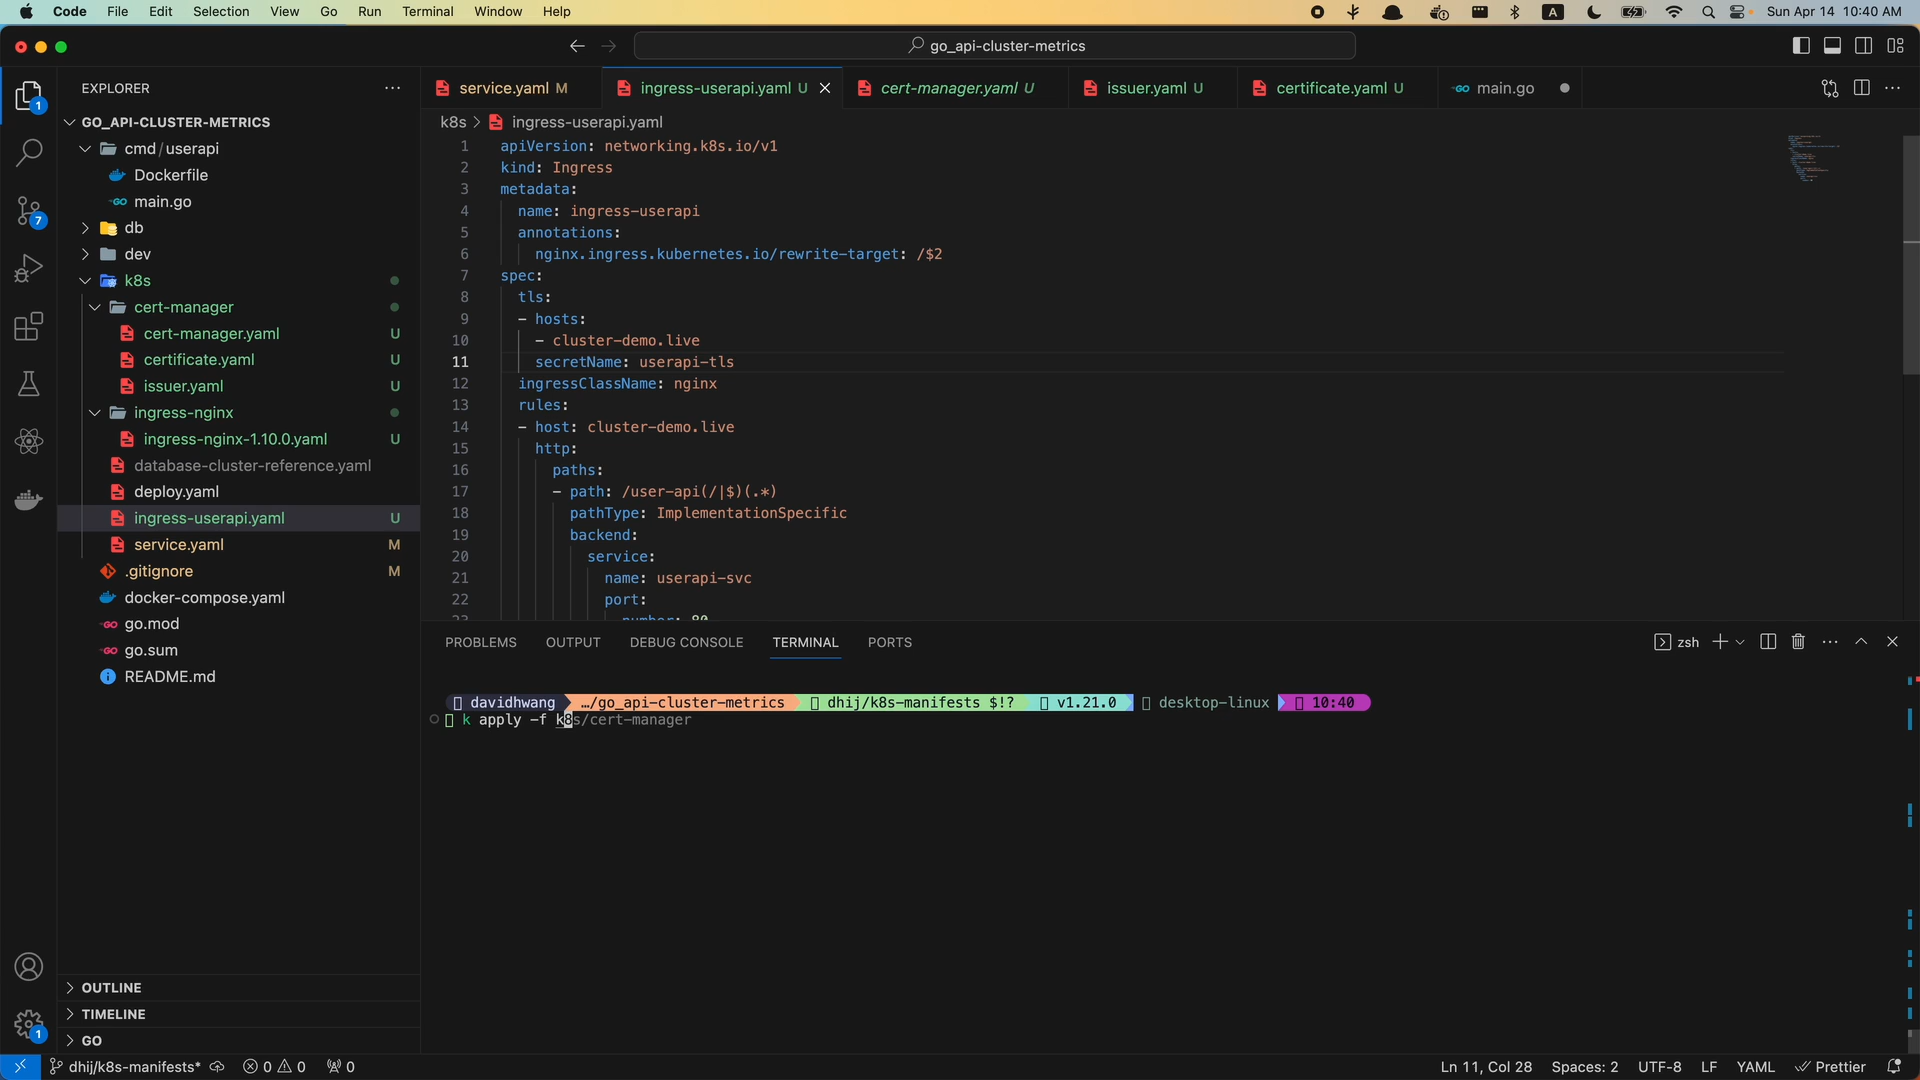 Code File Edit Selection View Go Run Terminal Window Help
A
Sun Apr 14 10:40 AM
go_api-cluster-metrics
EXPLORER
1
7
GO_API-CLUSTER-METRICS
cmd/userapi
Dockerfile
main.go
db
dev
k8s
cert-manager
cert-manager.yaml U
certificate.yaml U
issuer.yaml U
ingress-nginx
ingress-nginx-1.10.0.yaml U
database-cluster-reference.yaml
deploy.yaml
ingress-userapi.yaml U
service.yaml M
.gitignore M
docker-compose.yaml
go.mod
go.sum
README.md
OUTLINE
TIMELINE
GO
1
service.yaml M
ingress-userapi.yaml U
cert-manager.yaml U
issuer.yaml U
certificate.yaml U
main.go
k8s > ingress-userapi.yaml
1 apiVersion: networking.k8s.io/v1
2 kind: Ingress
3 metadata:
4 name: ingress-userapi
5 annotations:
6 nginx.ingress.kubernetes.io/rewrite-target: /$2
7 spec:
8 tls:
9 - hosts:
10 - cluster-demo.live
11 secretName: userapi-tls
12 ingressClassName: nginx
13 rules:
14 - host: cluster-demo.live
15 http:
16 paths:
17 - path: /user-api(/|$)(.*)
18 pathType: ImplementationSpecific
19 backend:
20 service:
21 name: userapi-svc
22 port:
23 number: 80
PROBLEMS OUTPUT DEBUG CONSOLE TERMINAL PORTS
zsh
davidhwang …/go_api-cluster-metrics dhij/k8s-manifests $!? v1.21.0 desktop-linux 10:40
k apply -f k8s/cert-manager
dhij/k8s-manifests* 0 0 0
Ln 11, Col 28 Spaces: 2 UTF-8 LF YAML Prettier